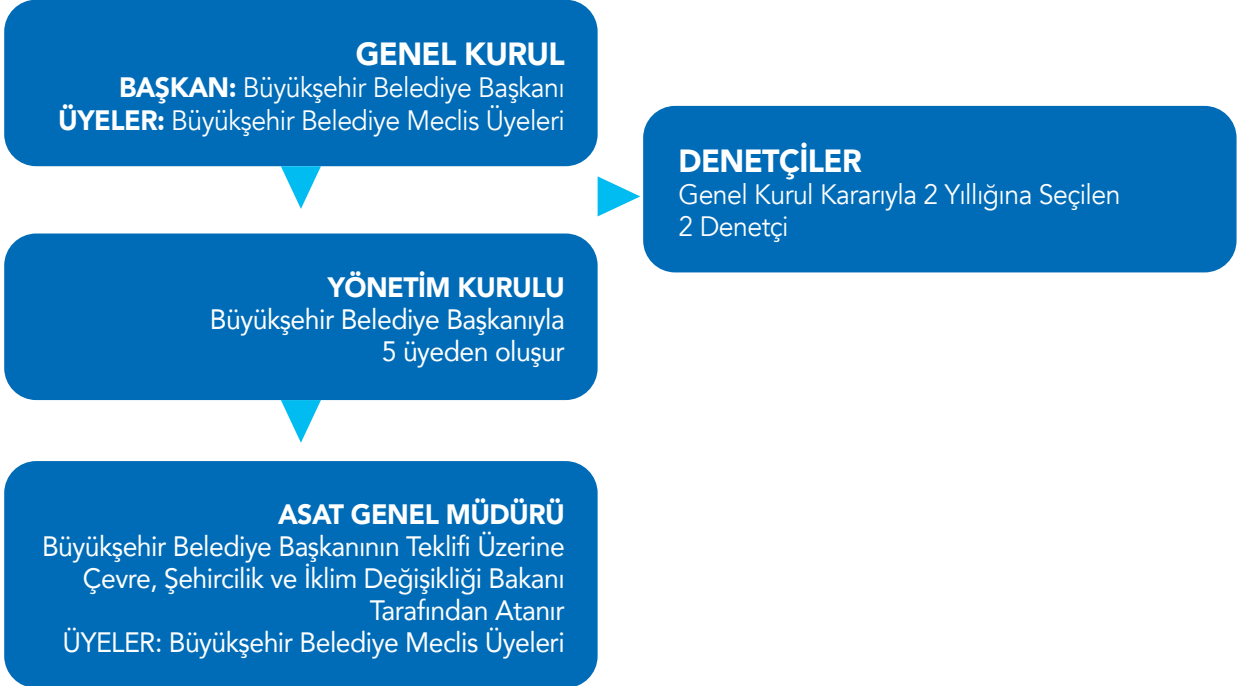 GENEL KURUL
BAŞKAN: Büyükşehir Belediye Başkanı
ÜYELER: Büyükşehir Belediye Meclis Üyeleri
DENETÇİLER
Genel Kurul Kararıyla 2 Yıllığına Seçilen
2 Denetçi
YÖNETİM KURULU
Büyükşehir Belediye Başkanıyla
5 üyeden oluşur
ASAT GENEL MÜDÜRÜ
Büyükşehir Belediye Başkanının Teklifi Üzerine
Çevre, Şehircilik ve İklim Değişikliği Bakanı
Tarafından Atanır
ÜYELER: Büyükşehir Belediye Meclis Üyeleri